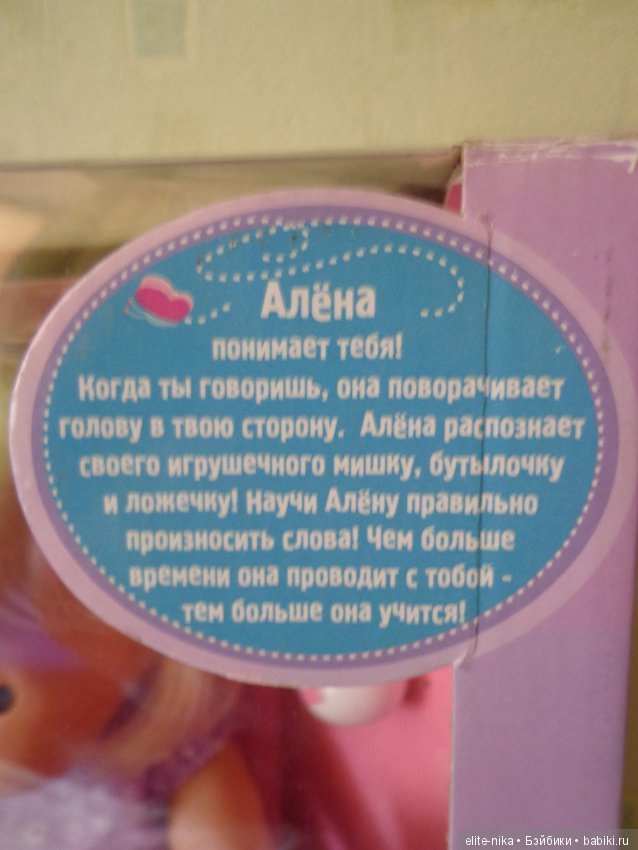 Алёна
понимает тебя!
Когда ты говоришь, она поворачивает
голову в твою сторону. Алёна распознает
своего игрушечного мишку, бутылочку
и ложечку! Научи Алёну правильно
произносить слова! Чем больше
времени она проводит с тобой -
тем больше она учится!
elite-nika • Бэйбики • babiki.ru